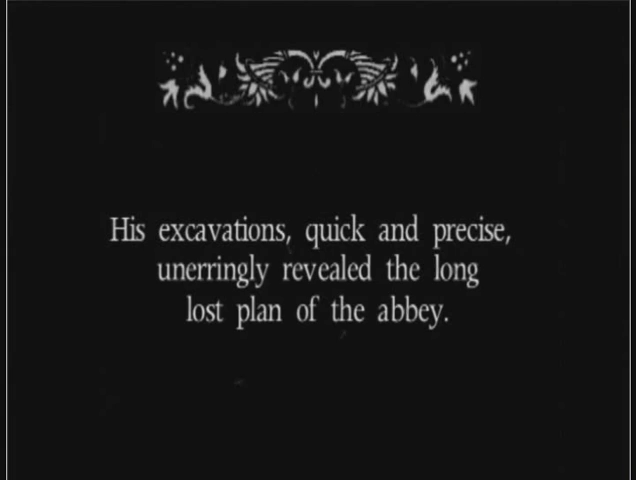 His excavations, quick and precise,
unerringly revealed the long
lost plan of the abbey.